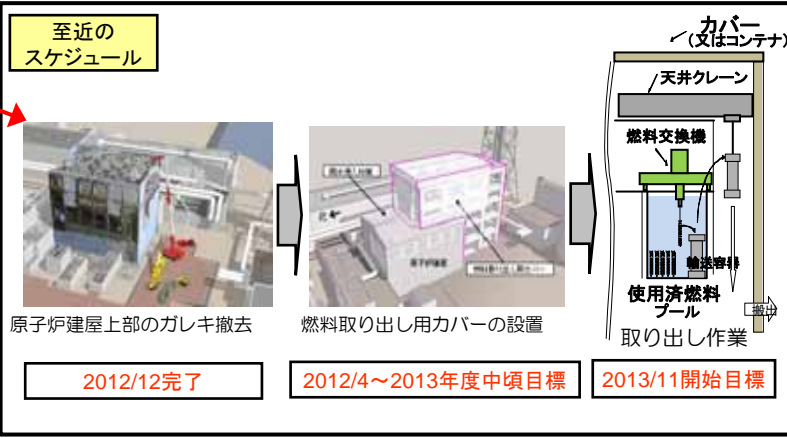 至近の
スケジュール
カバー
(又はコンテナ)
天井クレーン
燃料交換機
輸送容器
使用済燃料
プール
搬出
取り出し作業
原子炉建屋上部のガレキ撤去
燃料取り出し用カバーの設置
2012/12完了
2012/4～2013年度中頃目標
2013/11開始目標